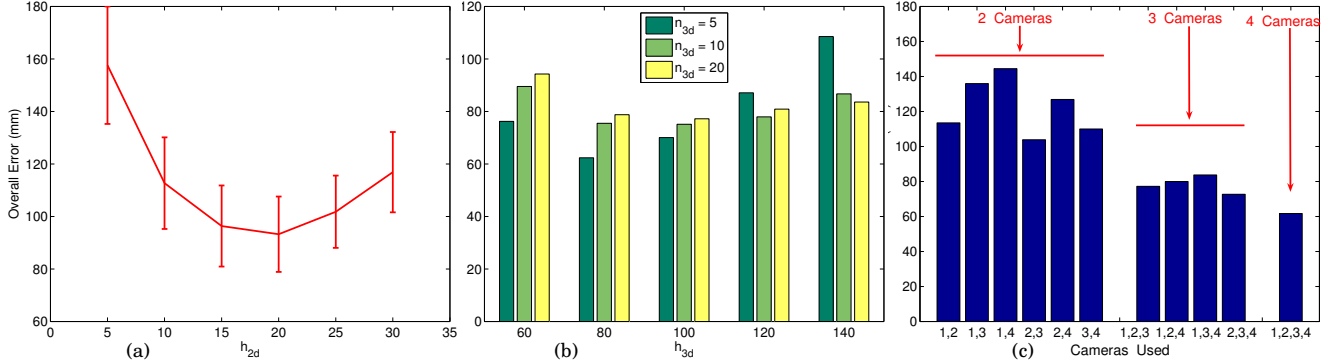 180
160
140
120
100
80
60
Overall Error (mm)
0 5 10 15 20 25 30 35
(a) h2d
120
100
80
60
40
20
0
n3d = 5
n3d = 10
n3d = 20
60 80 100 120 140
(b) h3d
180
160
140
120
100
80
60
40
20
0
2 Cameras 3 Cameras 4 Cameras
1,2 1,3 1,4 2,3 2,4 3,4 1,2,3 1,2,4 1,3,4 2,3,4 1,2,3,4
(c) Cameras Used